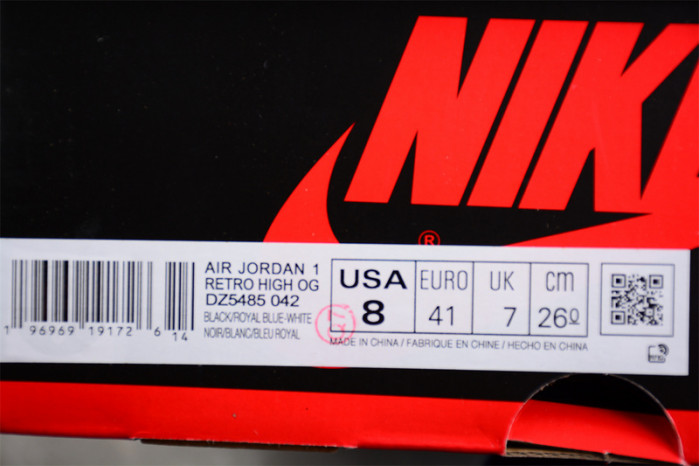 NIK
®
AIR JORDAN 1
RETRO HIGH OG
DZ5485 042
BLACK/ROYAL BLUE-WHITE
NOIR/BLANC/BLEU ROYAL
USA
8
EURO
41
UK
7
cm
26
1 96969 19172 6 14
MADE IN CHINA / FABRIQUE EN CHINE / HECHO EN CHINA